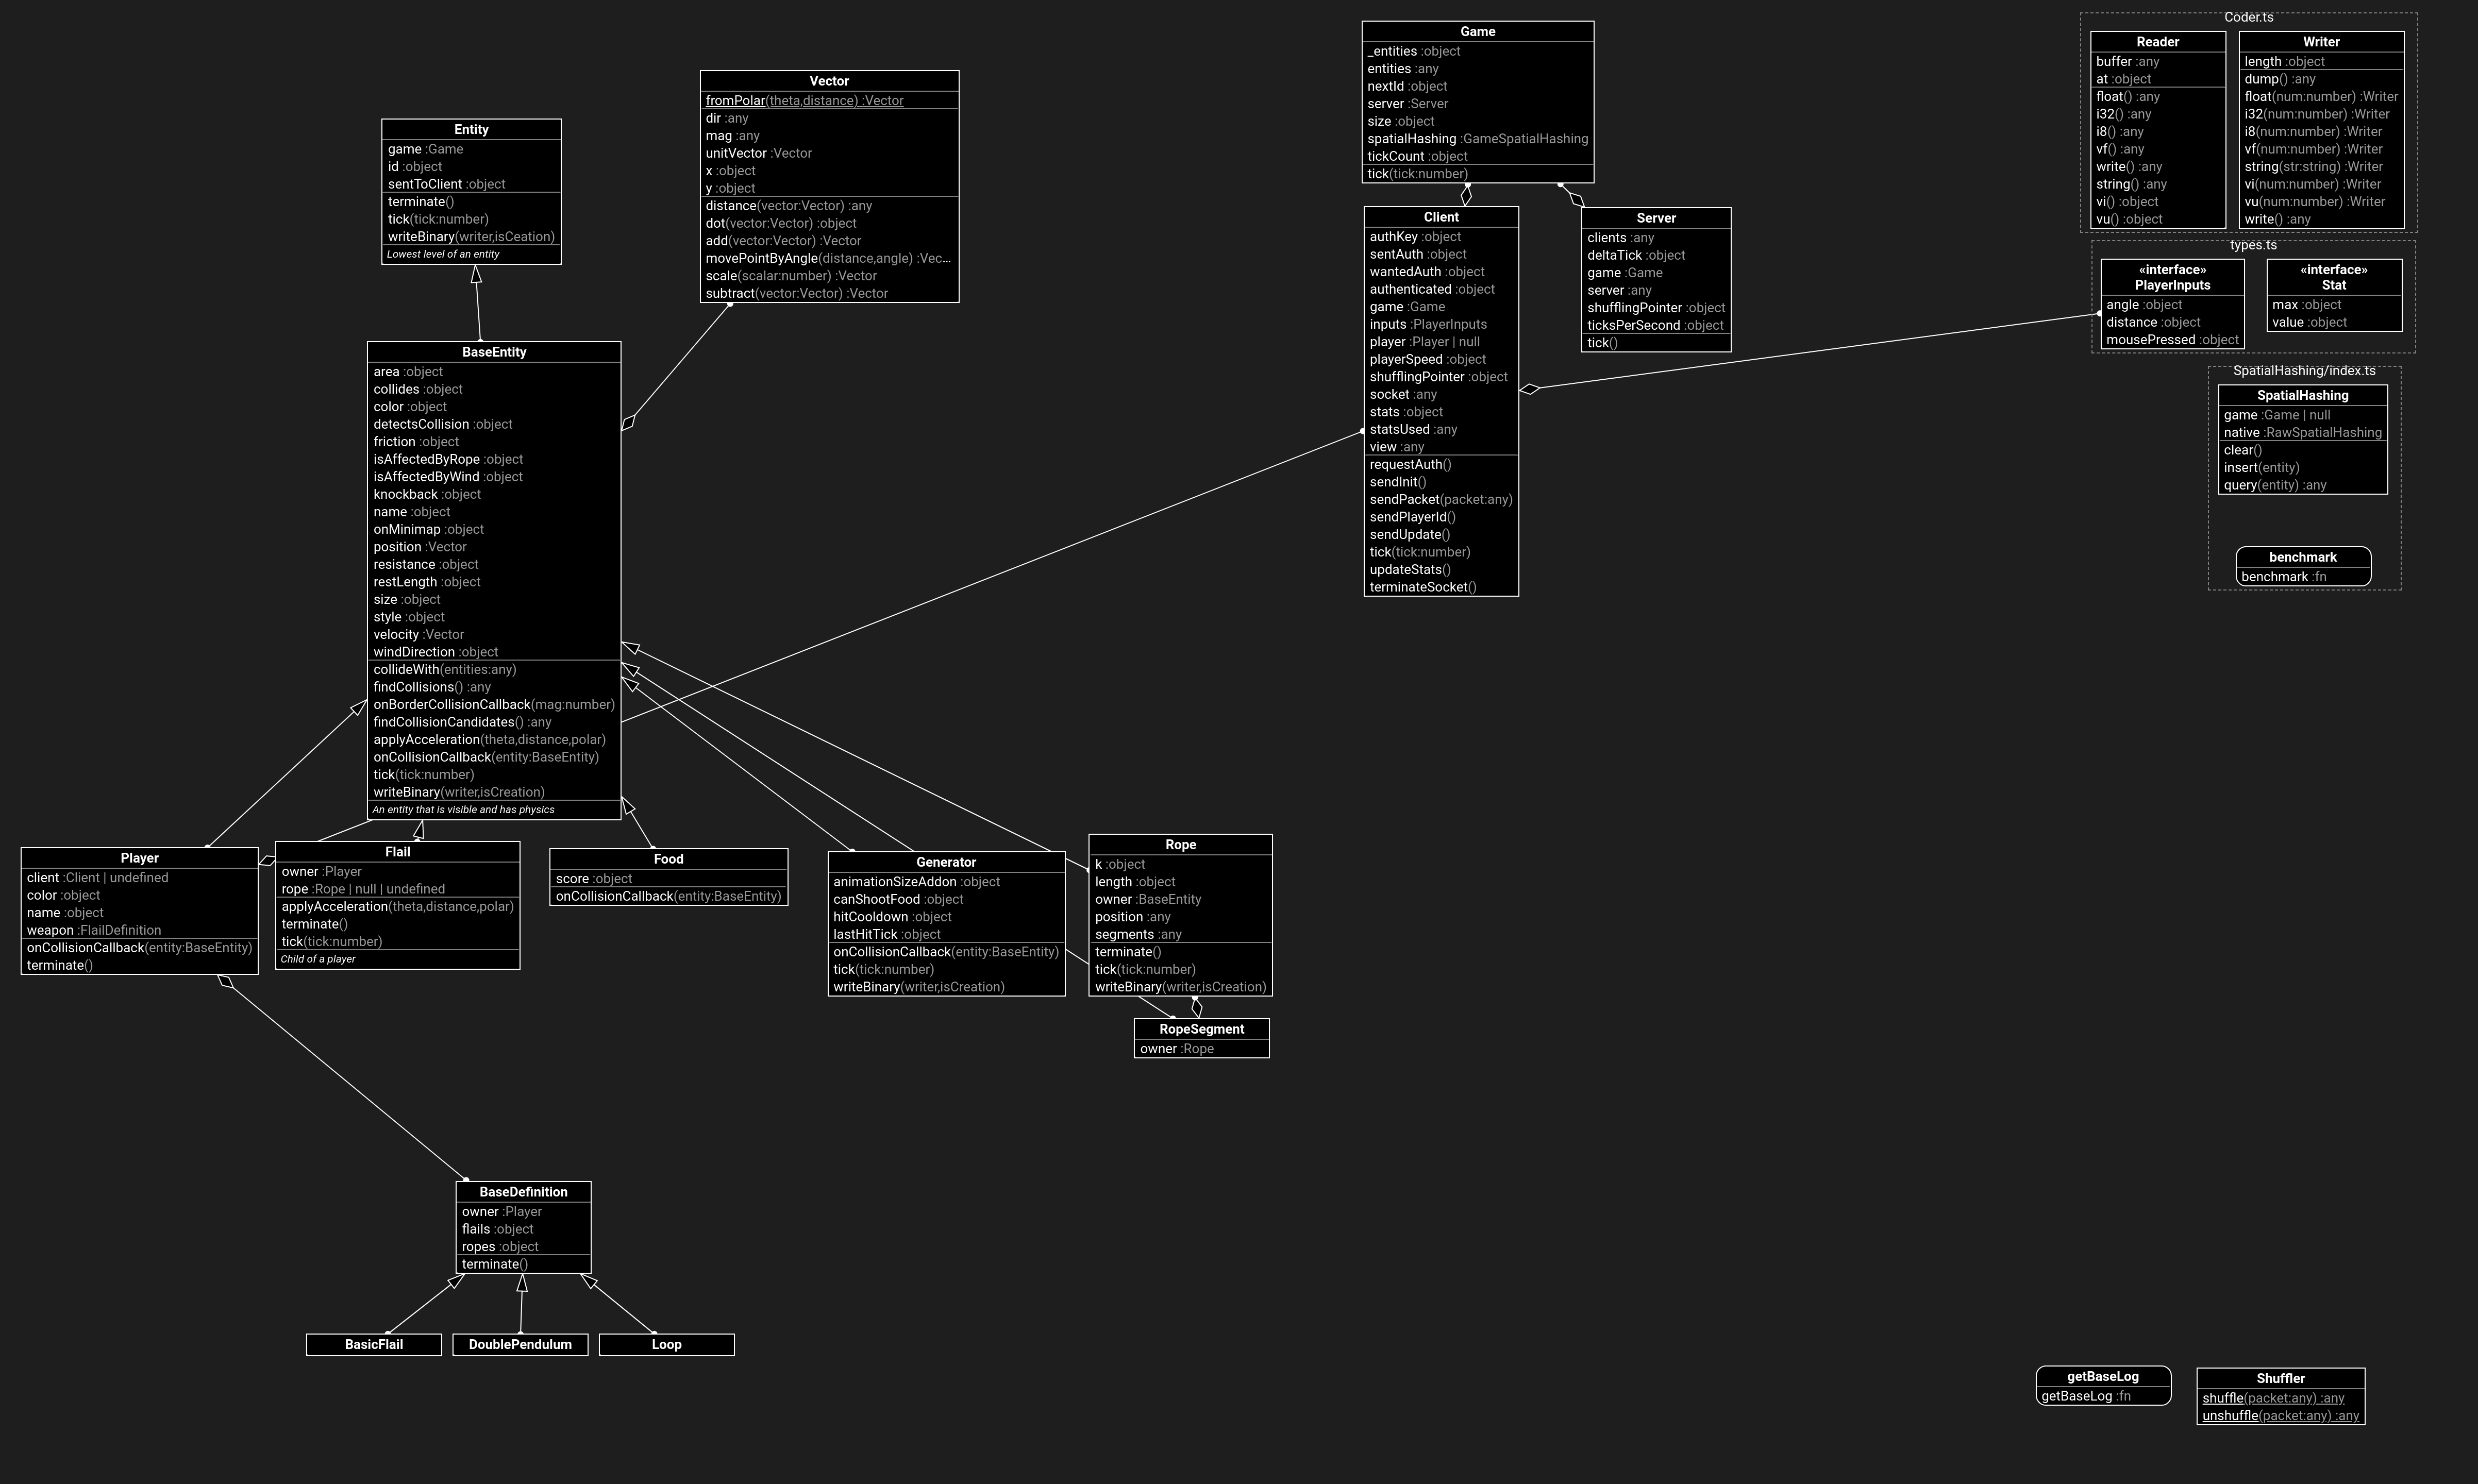 Entity
game :Game
id :object
sentToClient :object
terminate()
tick(tick:number)
writeBinary(writer,isCeation)
Lowest level of an entity
Vector
fromPolar(theta,distance) :Vector
dir :any
mag :any
unitVector :Vector
x :object
y :object
distance(vector:Vector) :any
dot(vector:Vector) :object
add(vector:Vector) :Vector
movePointByAngle(distance,angle) :Vec...
scale(scalar:number) :Vector
subtract(vector:Vector) :Vector
Game
_entities :object
entities :any
nextId :object
server :Server
size :object
spatialHashing :GameSpatialHashing
tickCount :object
tick(tick:number)
Client
authKey :object
sentAuth :object
wantedAuth :object
authenticated :object
game :Game
inputs :PlayerInputs
player :Player | null
playerSpeed :object
shufflingPointer :object
socket :any
stats :object
statsUsed :any
view :any
requestAuth()
sendInit()
sendPacket(packet:any)
sendPlayerId()
sendUpdate()
tick(tick:number)
updateStats()
terminateSocket()
Server
clients :any
deltaTick :object
game :Game
server :any
shufflingPointer :object
ticksPerSecond :object
tick()
Coder.ts
Reader
buffer :any
at :object
float() :any
i32() :any
i8() :any
vf() :any
write() :any
string() :any
vi() :object
vu() :object
Writer
length :object
dump() :any
float(num:number) :Writer
i32(num:number) :Writer
i8(num:number) :Writer
vf(num:number) :Writer
string(str:string) :Writer
vi(num:number) :Writer
vu(num:number) :Writer
write() :any
types.ts
«interface»
PlayerInputs
angle :object
distance :object
mousePressed :object
«interface»
Stat
max :object
value :object
SpatialHashing/index.ts
SpatialHashing
game :Game | null
native :RawSpatialHashing
clear()
insert(entity)
query(entity) :any
benchmark
benchmark :fn
BaseEntity
area :object
collides :object
color :object
detectsCollision :object
friction :object
isAffectedByRope :object
isAffectedByWind :object
knockback :object
name :object
onMinimap :object
position :Vector
resistance :object
restLength :object
size :object
style :object
velocity :Vector
windDirection :object
collideWith(entities:any)
findCollisions() :any
onBorderCollisionCallback(mag:number)
findCollisionCandidates() :any
applyAcceleration(theta,distance,polar)
onCollisionCallback(entity:BaseEntity)
tick(tick:number)
writeBinary(writer,isCreation)
An entity that is visible and has physics
Player
client :Client | undefined
color :object
name :object
weapon :FlailDefinition
onCollisionCallback(entity:BaseEntity)
terminate()
Flail
owner :Player
rope :Rope | null | undefined
applyAcceleration(theta,distance,polar)
terminate()
tick(tick:number)
Child of a player
Food
score :object
onCollisionCallback(entity:BaseEntity)
Generator
animationSizeAddon :object
canShootFood :object
hitCooldown :object
lastHitTick :object
onCollisionCallback(entity:BaseEntity)
tick(tick:number)
writeBinary(writer,isCreation)
Rope
k :object
length :object
owner :BaseEntity
position :any
segments :any
terminate()
tick(tick:number)
writeBinary(writer,isCreation)
RopeSegment
owner :Rope
BaseDefinition
owner :Player
flails :object
ropes :object
terminate()
BasicFlail
DoublePendulum
Loop
getBaseLog
getBaseLog :fn
Shuffler
shuffle(packet:any) :any
unshuffle(packet:any) :any